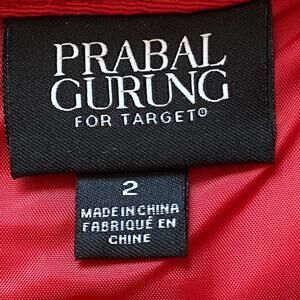 PRABAL
GURUNG
FOR TARGET®
2
MADE IN CHINA
FABRIQUÉ EN
CHINE